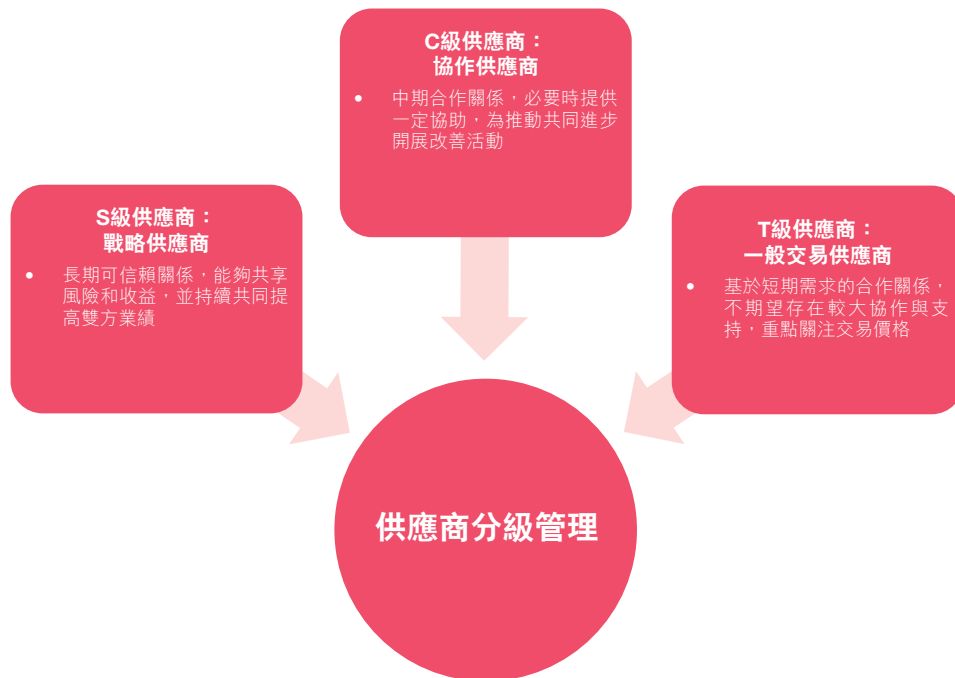 C級供應商：
協作供應商
• 中期合作關係，必要時提供
一定協助，為推動共同進步
開展改善活動
S級供應商：
戰略供應商
• 長期可信賴關係，能夠共享
風險和收益，並持續共同提
高雙方業績
T級供應商：
一般交易供應商
• 基於短期需求的合作關係，
不期望存在較大協作與支
持，重點關注交易價格
供應商分級管理